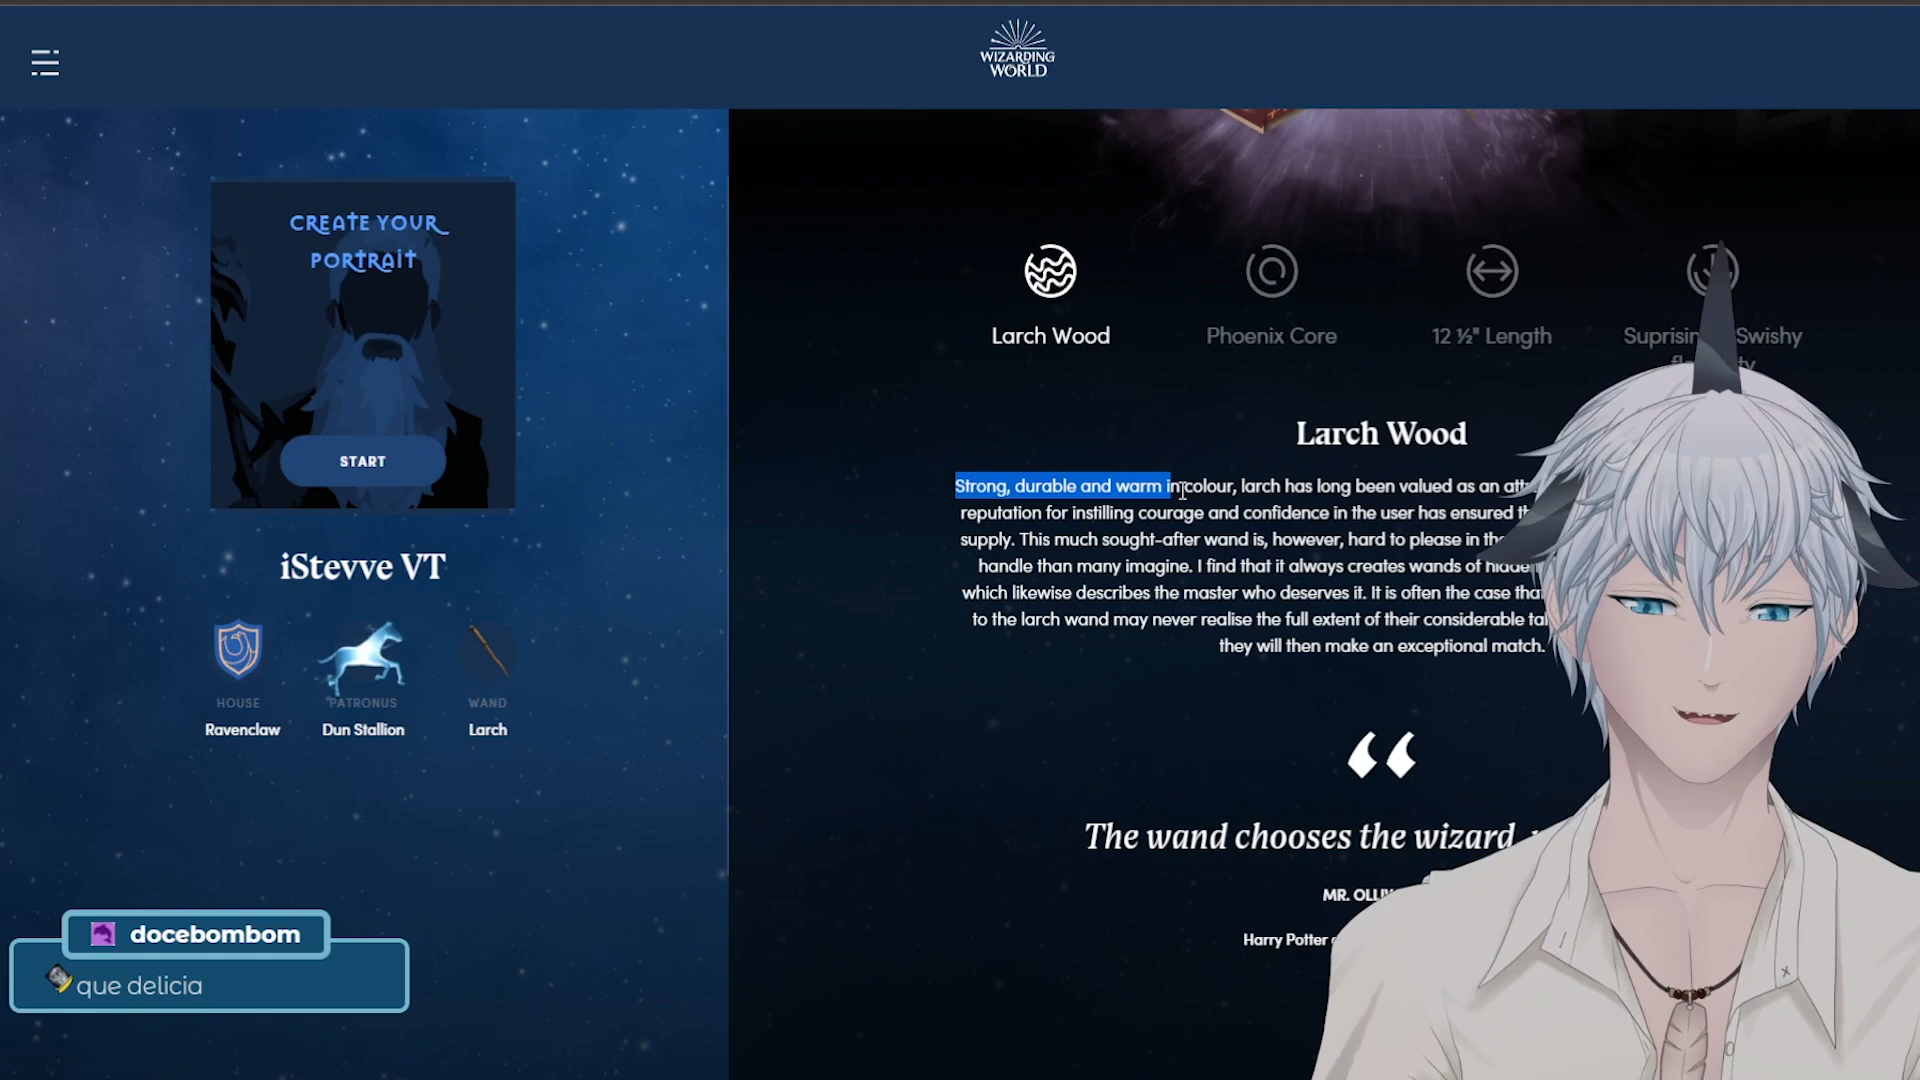 WIZARDING
WORLD
CREATE YOUR
PORTRAIT
START
iStevve VT
HOUSE
PATRONUS
WAND
Ravenclaw
Dun Stallion
Larch
docebombom
que delicia
Larch Wood
Phoenix Core
12 ½" Length
Swishy
Larch Wood
Strong, durable and warm in colour, larch has long been valued as an
reputation for instilling courage and confidence in the user has ensured
supply. This much sought-after wand is, however, hard to please in the
handle than many imagine. I find that it always creates wands of
which likewise describes the master who deserves it. It is often the case
to the larch wand may never realise the full extent of their considerable
they will then make an exceptional match.
“
The wand chooses the wizard
MR.
Harry Potter